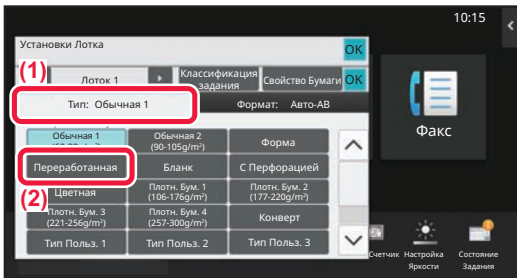 10:15
Установки Лотка
OK
(1)
Лоток 1
Классификация задания
Свойство Бумаги
OK
Тип: Обычная 1
Формат: Авто-AB
Обычная 1
Обычная 2
(90-105g/m²)
Форма
Факс
Переработанная
Бланк
С Перфорацией
(2)
Цветная
Плотн. Бум. 1
(106-176g/m²)
Плотн. Бум. 2
(177-220g/m²)
Плотн. Бум. 3
(221-256g/m²)
Плотн. Бум. 4
(257-300g/m²)
Конверт
Тип Польз. 1
Тип Польз. 2
Тип Польз. 3
Счетчик
Настройка
Яркости
Состояние
Задания